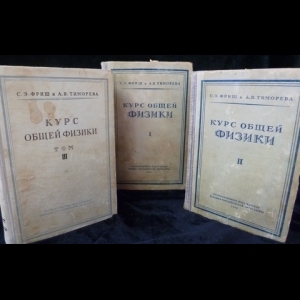 С. Э. ФРИШ и А. В. ТИМОРЕВА
КУРС
ОБЩЕЙ ФИЗИКИ
ТОМ
III
С. Э. ФРИШ и А. В. ТИМОРЕВА
КУРС ОБЩЕЙ
ФИЗИКИ
I
С. Э. ФРИШ и А. В. ТИМОРЕВА
КУРС ОБЩЕЙ
ФИЗИКИ
II